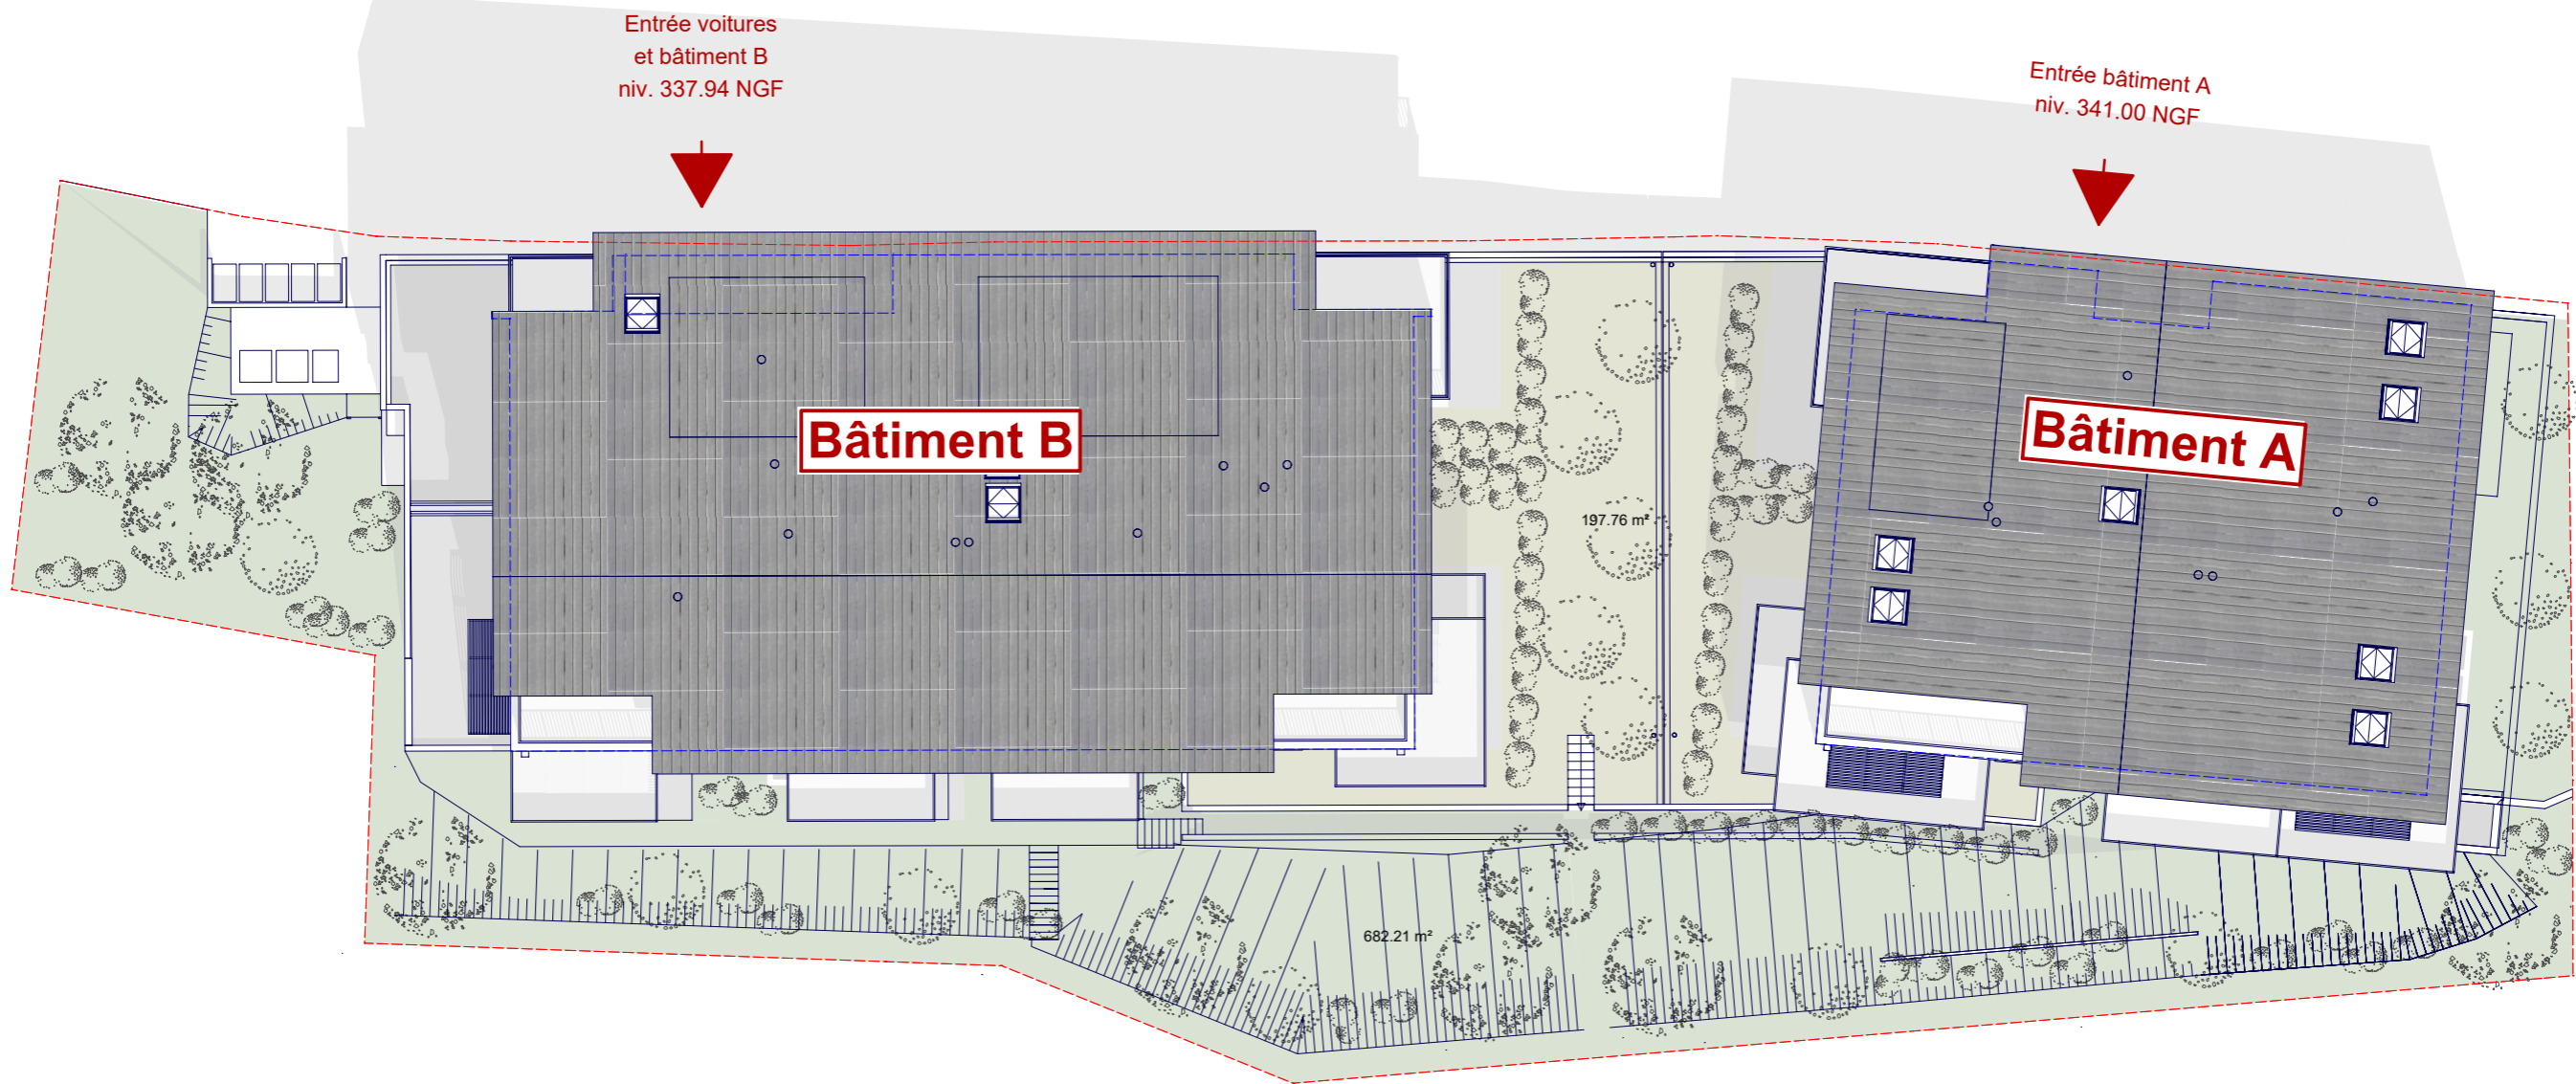 Entrée voitures
et bâtiment B
niv. 337.94 NGF
Entrée bâtiment A
niv. 341.00 NGF
Bâtiment B
Bâtiment A
197.76 m²
682.21 m²